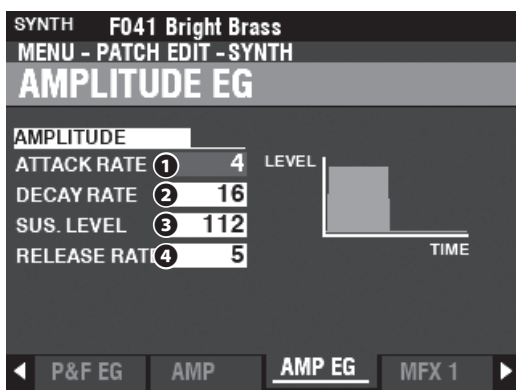 SYNTH F041 Bright Brass
MENU - PATCH EDIT - SYNTH
AMPLITUDE EG
AMPLITUDE
ATTACK RATE 1 4
DECAY RATE 2 16
SUS. LEVEL 3 112
RELEASE RATE 4 5
LEVEL
TIME
P&F EG AMP AMP EG MFX 1